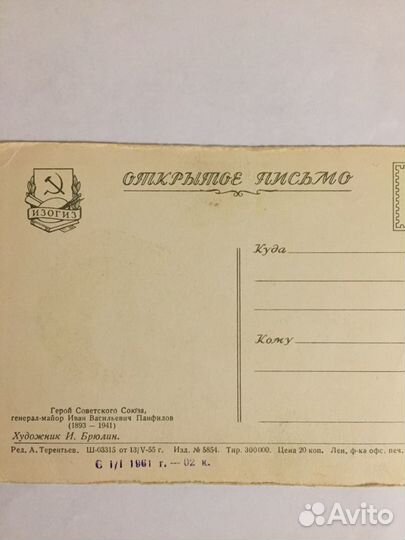 ИЗОГИЗ
ОТКРЫТОЕ ПИСЬМО
Куда
Кому
Герой Советского Союза,
генерал-майор Иван Васильевич Панфилов
(1893 — 1941)
Художник И. Брюлин.
Ред. А. Терентьев. Ш-03315 от 13/V-55 г. Изд. № 5854. Тир. 300000. Цена 20 коп. Лен. ф-ка офс. печ.
С 1/I 1961 г. — 02 к.
Avito